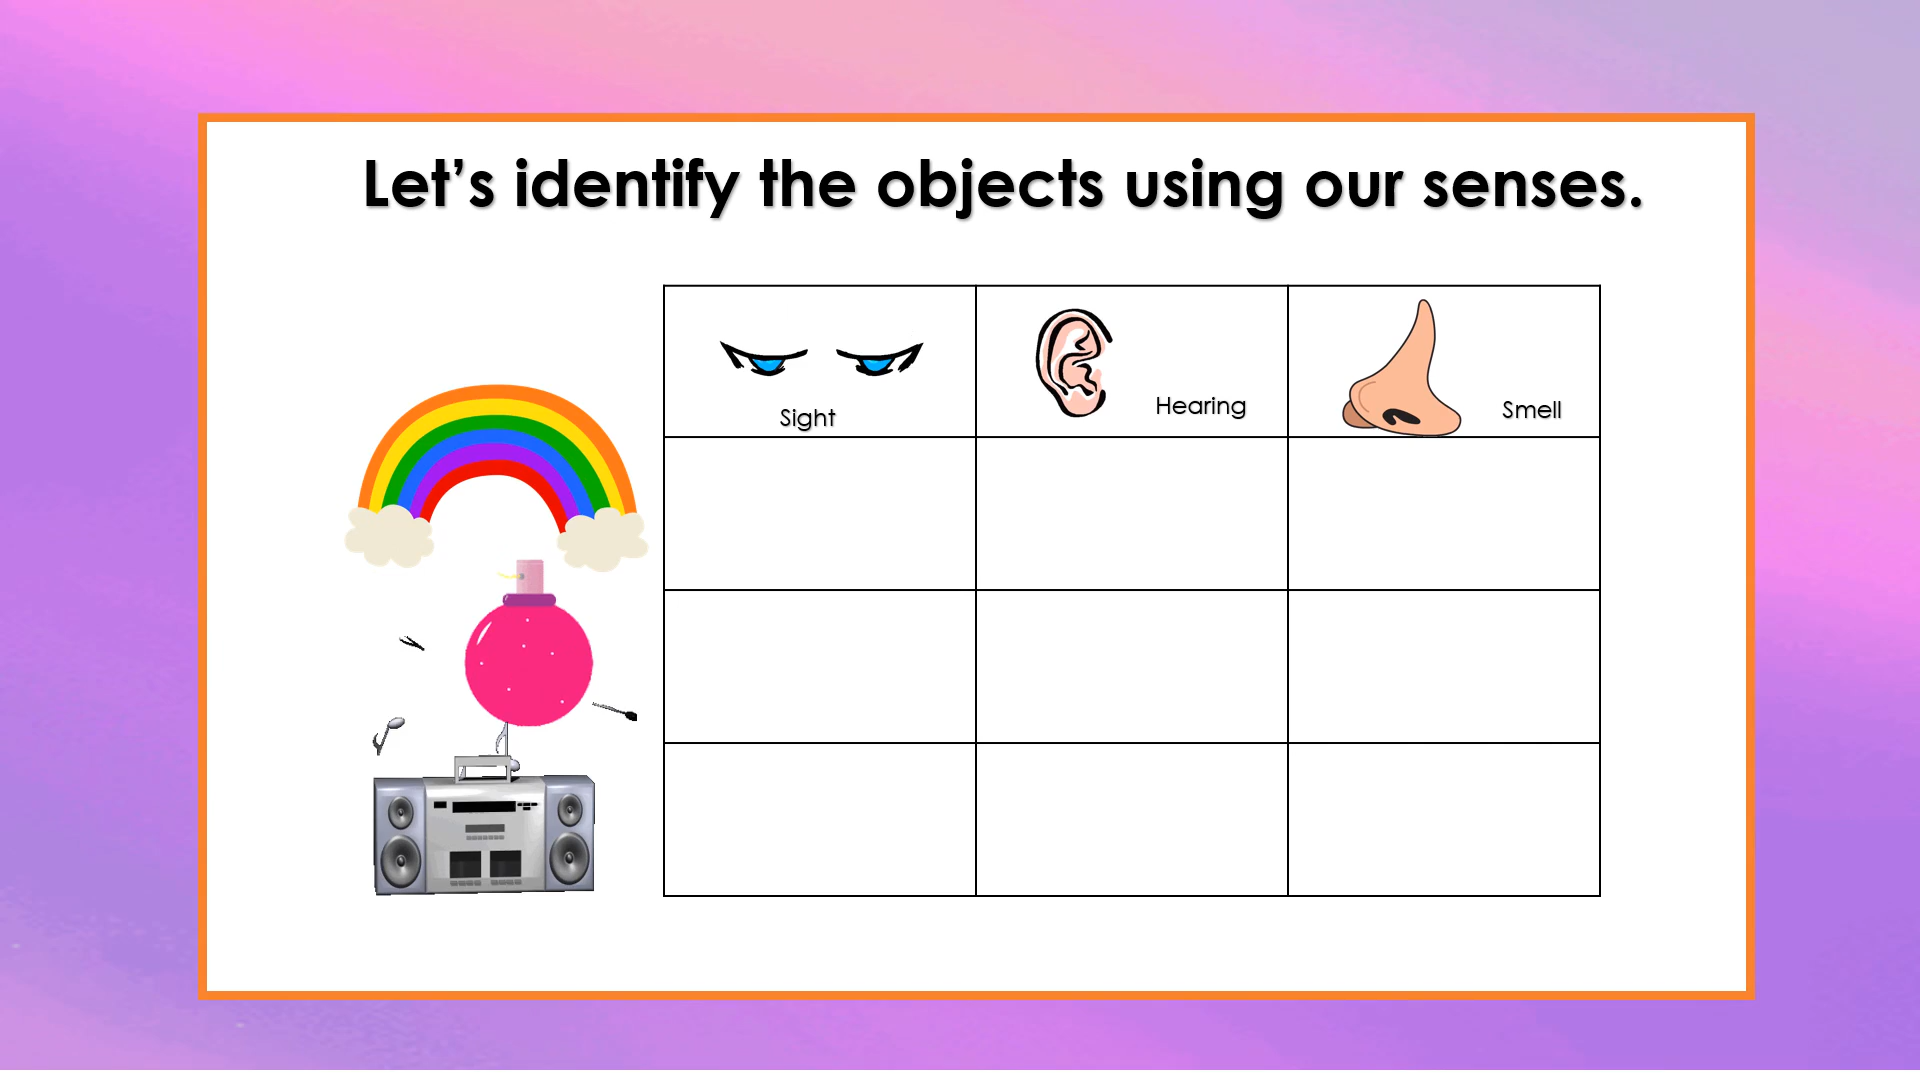 Let’s identify the objects using our senses.
Sight
Hearing
Smell